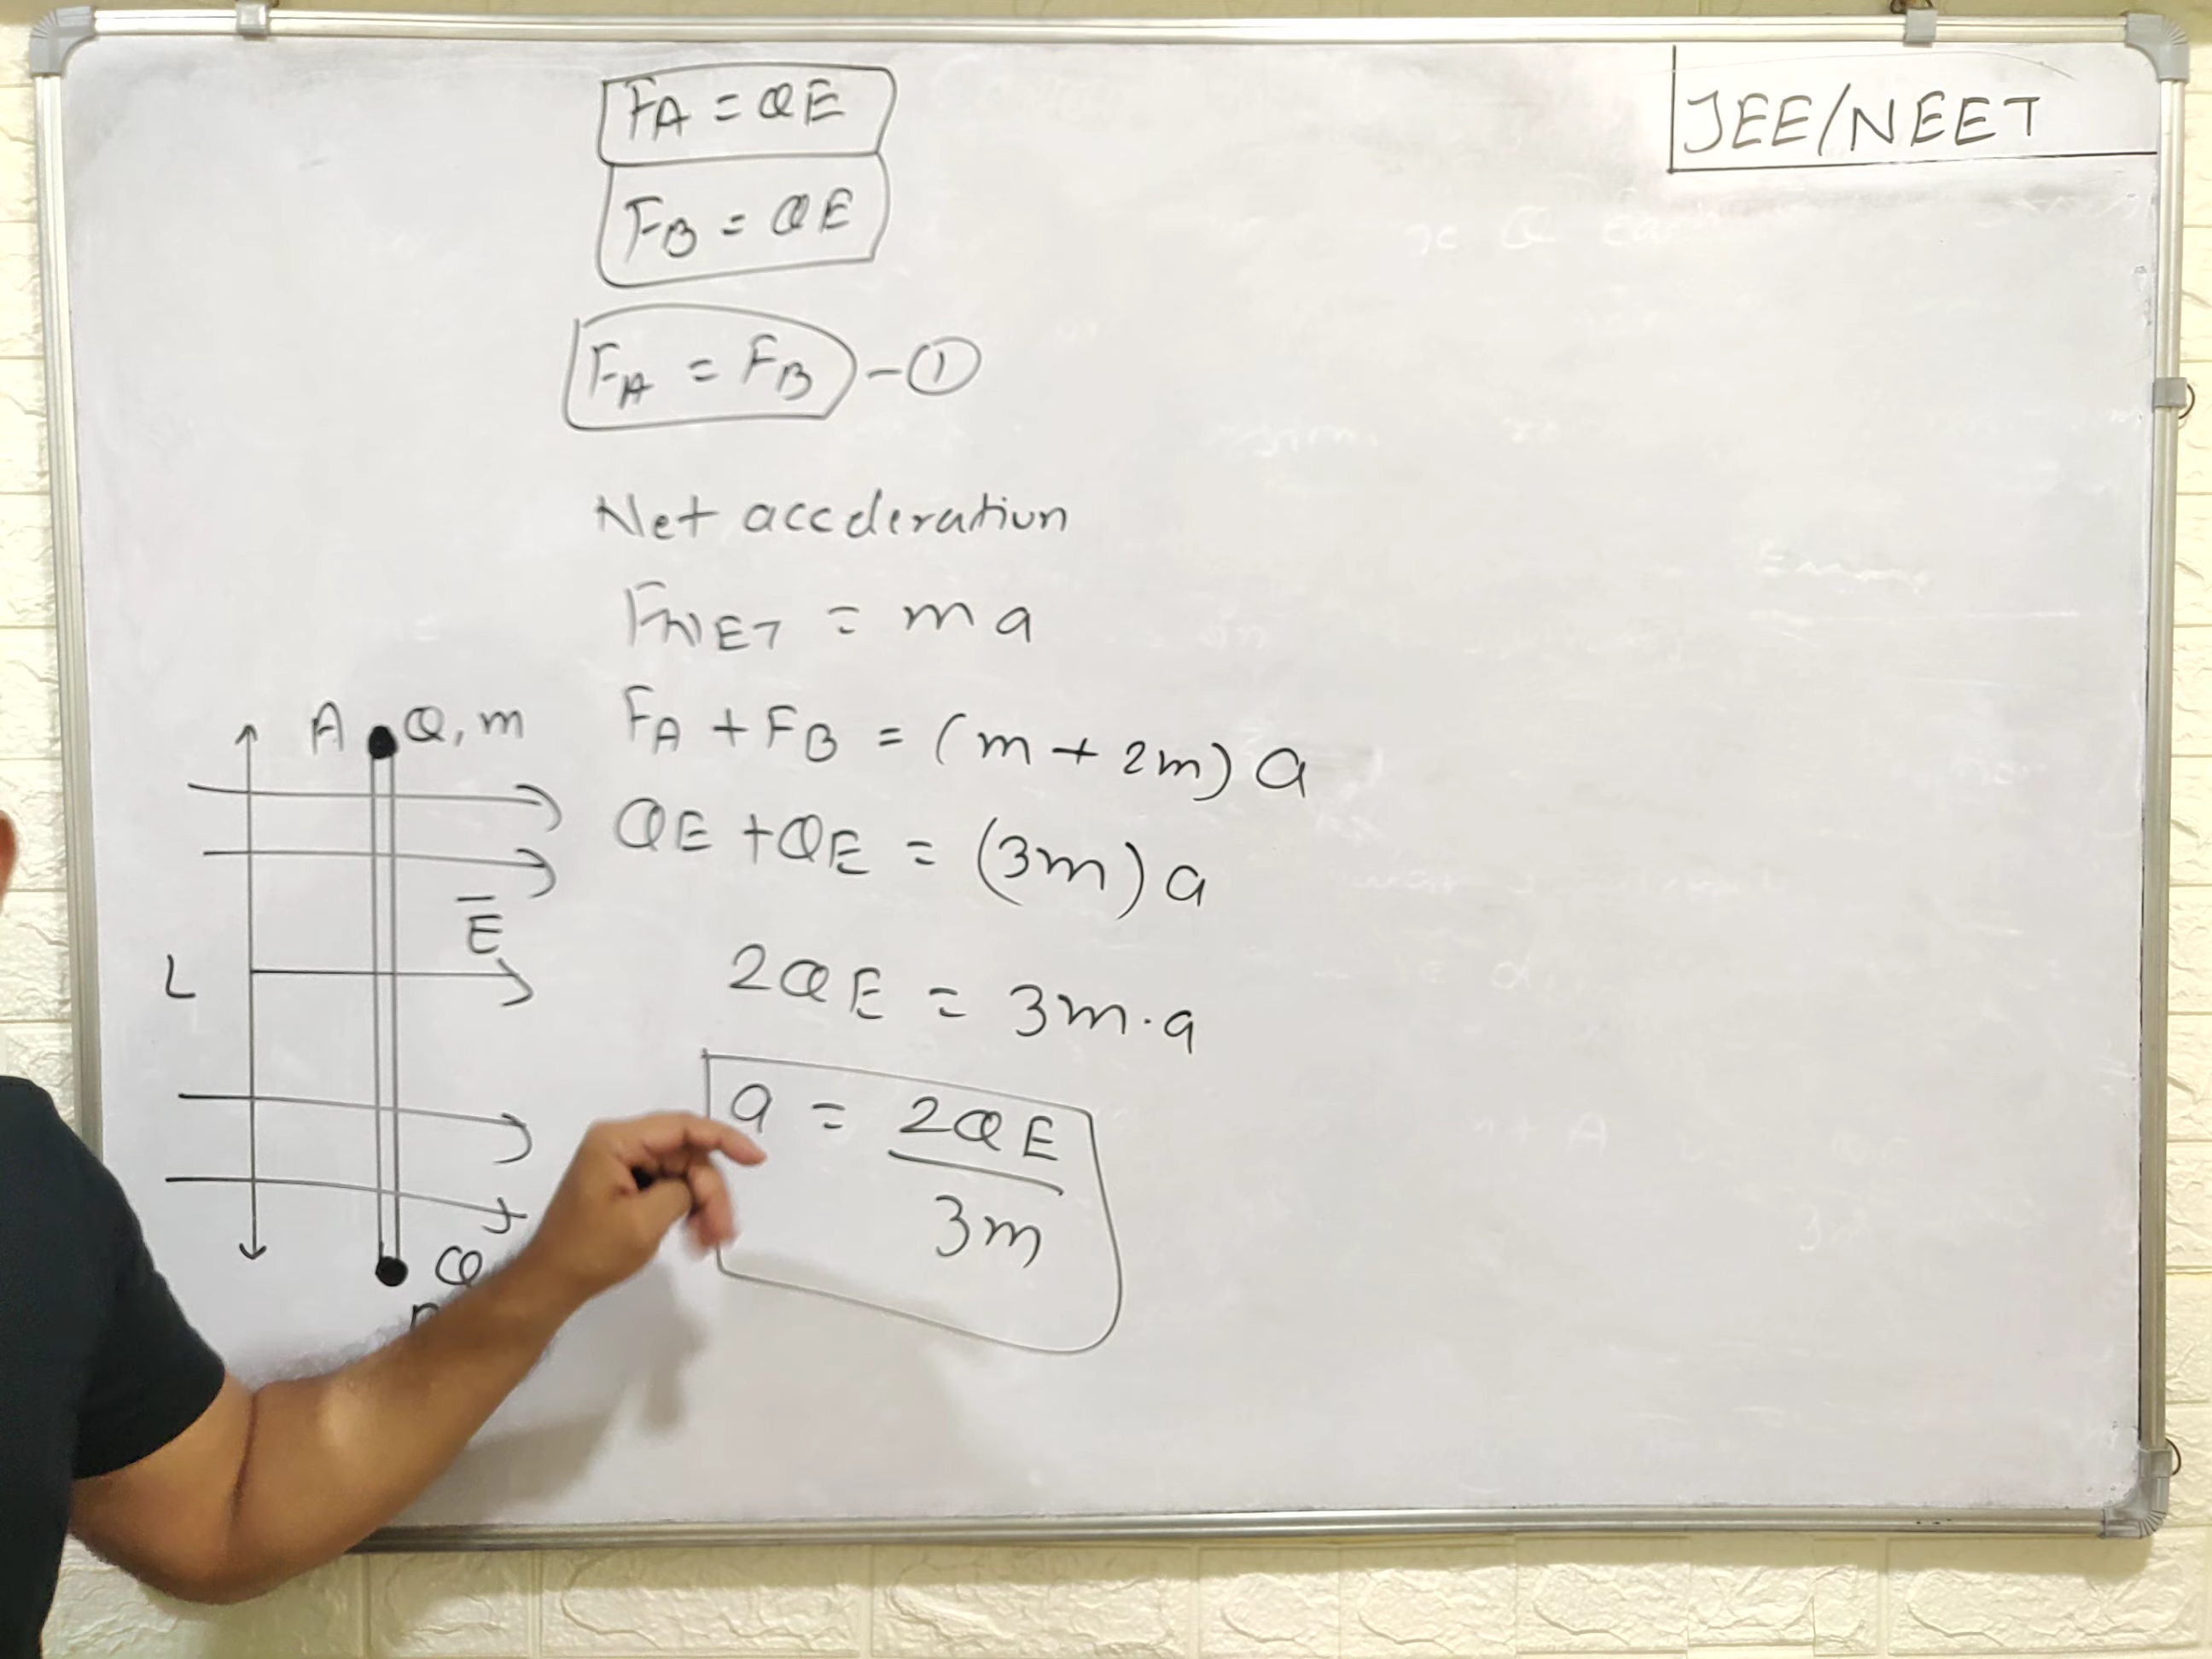 JEE/NEET
FA = QE
FB = QE
FA = FB - ①
Net acceleration
FNET = ma
FA + FB = (m + 2m) a
QE + QE = (3m) a
2QE = 3m.a
a = 2QE / 3m
A Q, m
E̅
L
Q